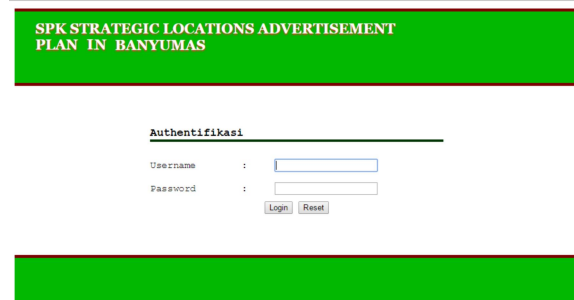 SPK STRATEGIC LOCATIONS ADVERTISEMENT
PLAN IN BANYUMAS
Authentifikasi
Username :
Password :
Login Reset